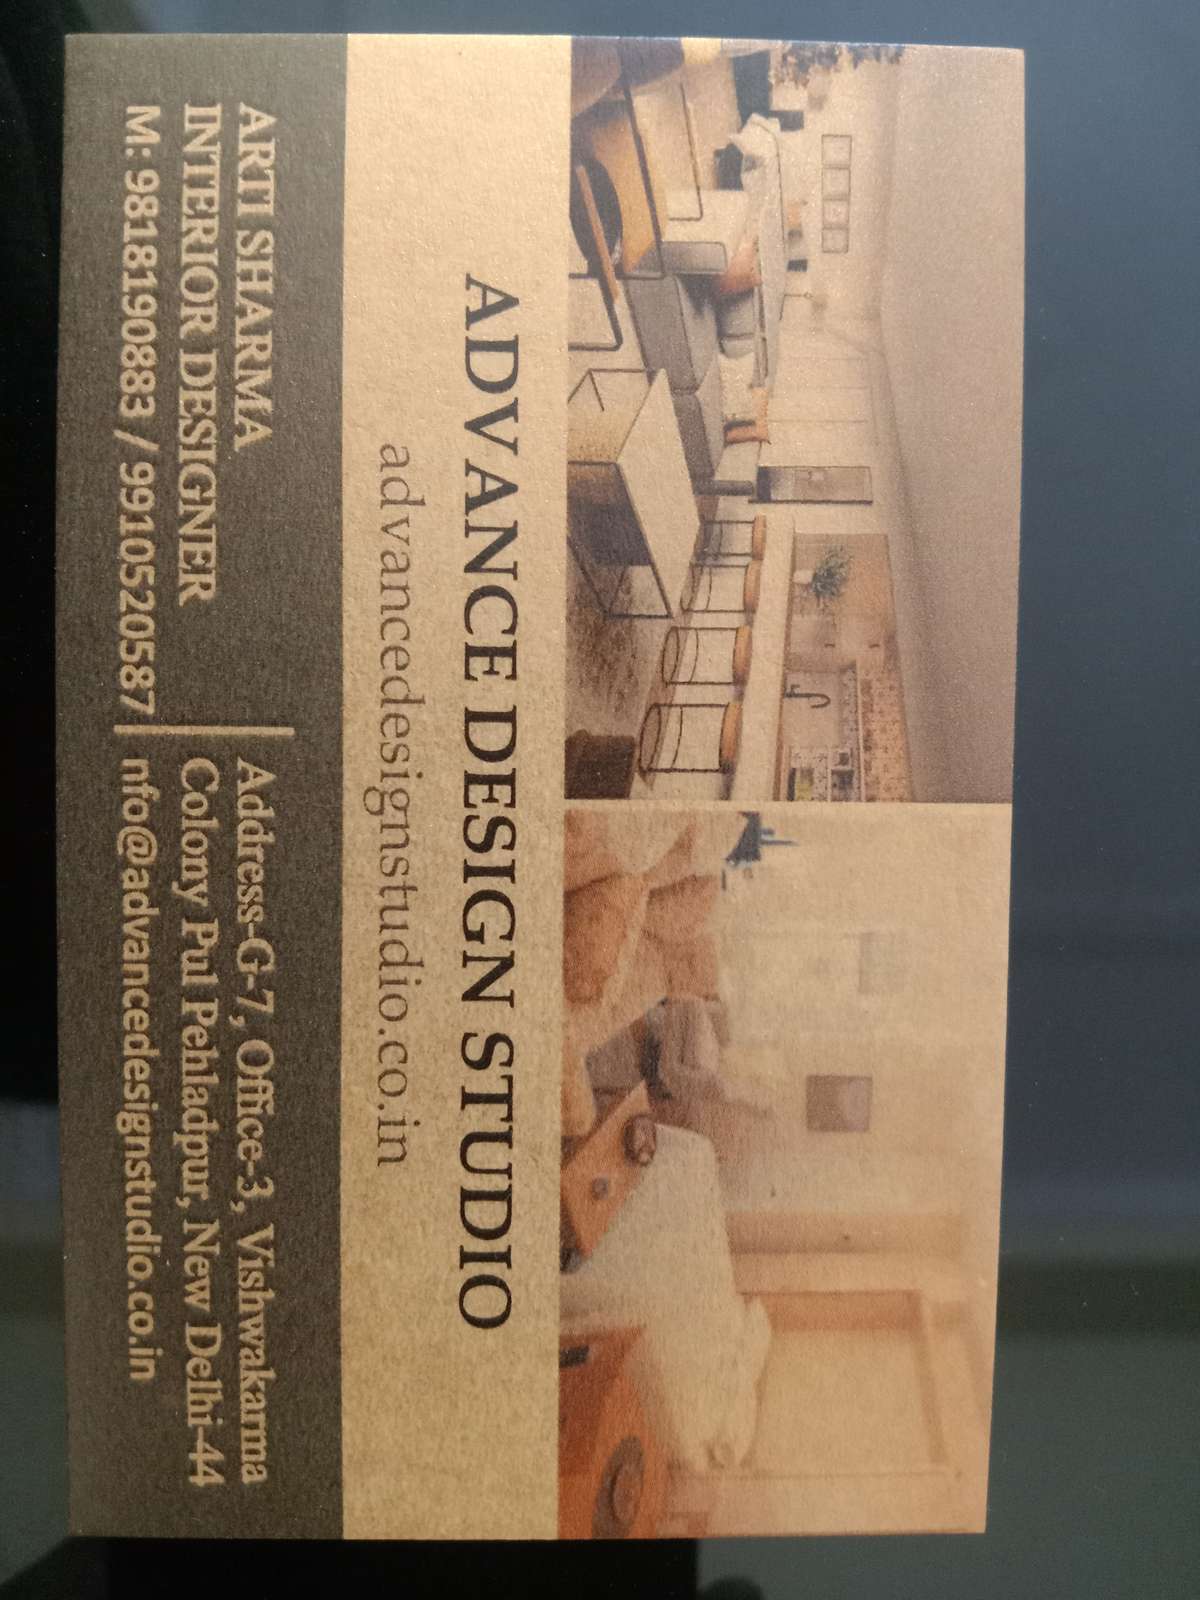 ADVANCE DESIGN STUDIO
advancedesignstudio.co.in
ARTI SHARMA
INTERIOR DESIGNER
M: 9818190883 / 9910520587
Address-G-7, Office-3, Vishwakarma
Colony Pul Pehladpur, New Delhi-44
nfo@advancedesignstudio.co.in